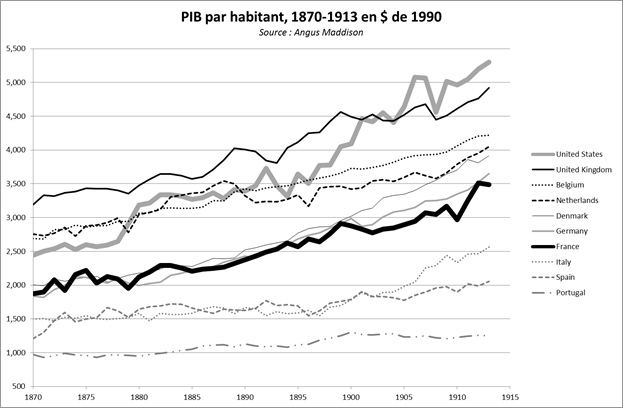 PIB par habitant, 1870-1913 en $ de 1990
Source : Angus Maddison
5,500
5,000
4,500
4,000
3,500
3,000
2,500
2,000
1,500
1,000
500
1870 1875 1880 1885 1890 1895 1900 1905 1910 1915
United States
United Kingdom
Belgium
Netherlands
Denmark
Germany
France
Italy
Spain
Portugal